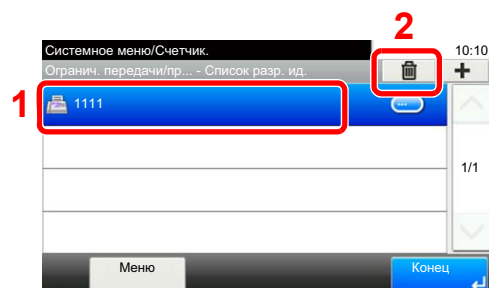 2
Системное меню/Счетчик.
10:10
Огранич. передачи/пр... - Список разр. ид.
1
1111
1/1
Меню
Конец